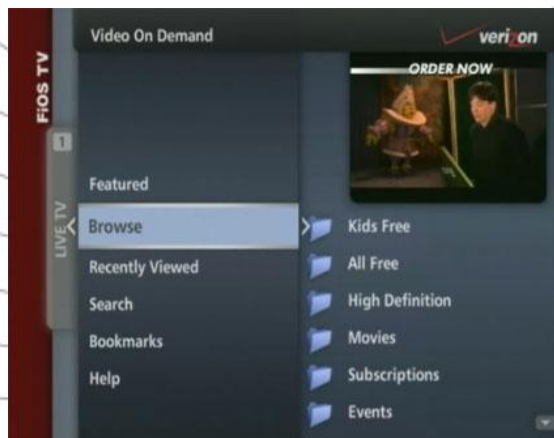 Video On Demand
verizon
ORDER NOW
FiOS TV
1
LIVE TV
Featured
Browse
Recently Viewed
Search
Bookmarks
Help
Kids Free
All Free
High Definition
Movies
Subscriptions
Events